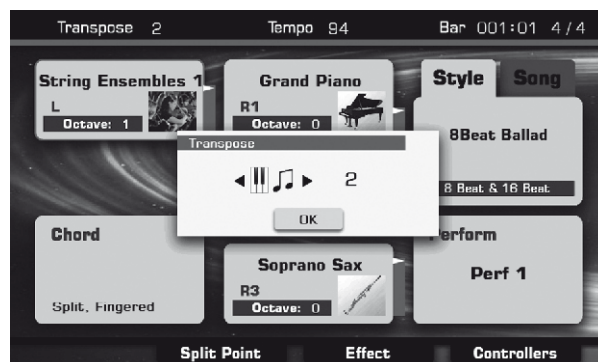 Transpose 2 Tempo 94 Bar 001:01 4/4
String Ensembles 1
L
Octave: 1
Grand Piano
R1
Octave: 0
Style Song
8Beat Ballad
8 Beat & 16 Beat
Transpose
2
OK
Chord
Split, Fingered
Soprano Sax
R3
Octave: 0
Perform
Perf 1
Split Point Effect Controllers